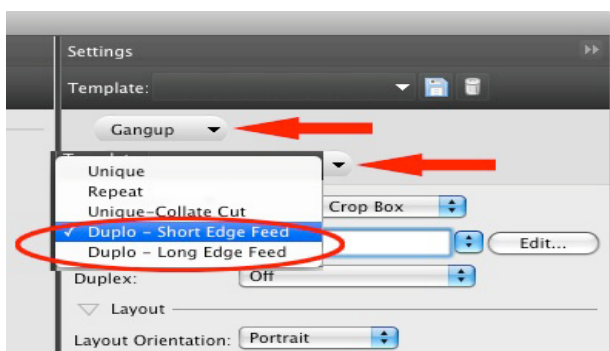 Settings
Template:
Gangup
Unique
Repeat
Unique-Collate Cut
Crop Box
✓ Duplo - Short Edge Feed
Duplo - Long Edge Feed
Edit...
Duplex:
Off
Layout
Layout Orientation:
Portrait